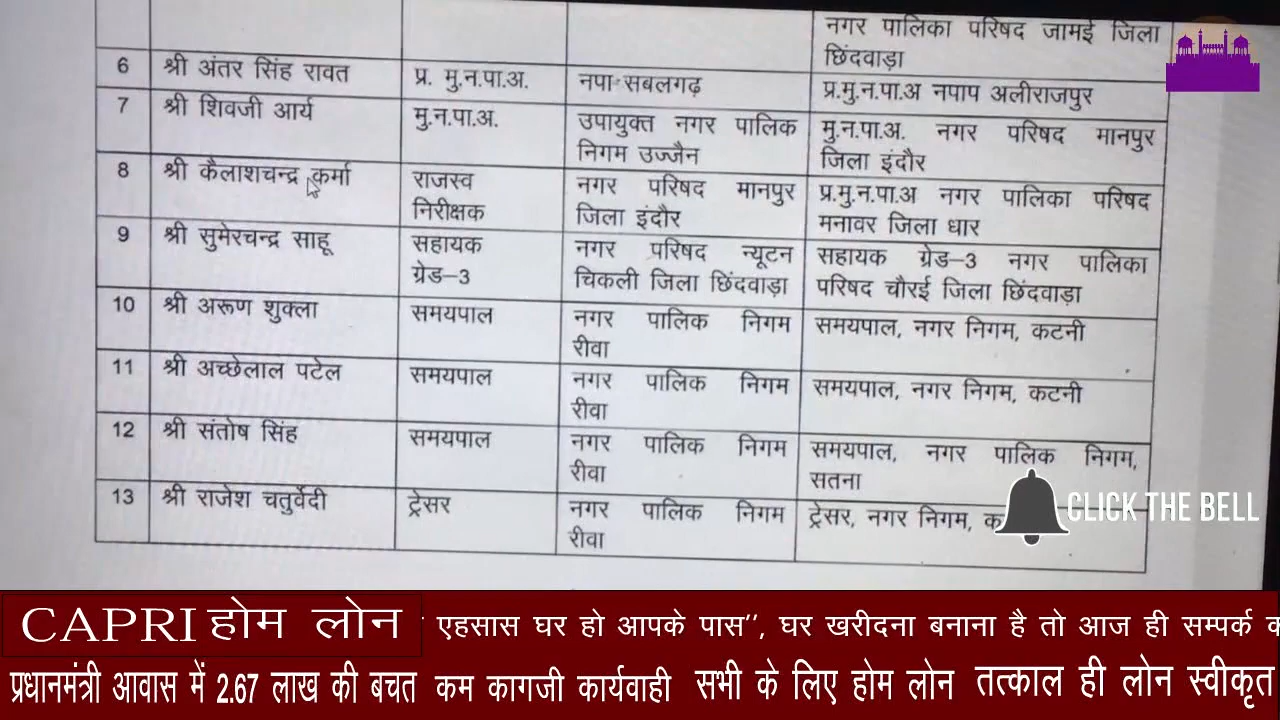 नगर पालिका परिषद जामई जिला
छिंदवाड़ा
6 श्री अंतर सिंह रावत प्र. मु.न.पा.अ. नपा सबलगढ़ प्र.मु.न.पा.अ नपाप अलीराजपुर
7 श्री शिवजी आर्य मु.न.पा.अ. उपायुक्त नगर पालिक मु.न.पा.अ. नगर परिषद मानपुर
निगम उज्जैन जिला इंदौर
8 श्री कैलाशचन्द्र कर्मा राजस्व नगर परिषद मानपुर प्र.मु.न.पा.अ नगर पालिका परिषद
निरीक्षक जिला इंदौर मनावर जिला धार
9 श्री सुमेरचन्द्र साहू सहायक नगर परिषद न्यूटन सहायक ग्रेड–3 नगर पालिका
ग्रेड–3 चिकली जिला छिंदवाड़ा परिषद चौरई जिला छिंदवाड़ा
10 श्री अरूण शुक्ला समयपाल नगर पालिक निगम समयपाल, नगर निगम, कटनी
रीवा
11 श्री अच्छेलाल पटेल समयपाल नगर पालिक निगम समयपाल, नगर निगम, कटनी
रीवा
12 श्री संतोष सिंह समयपाल नगर पालिक निगम समयपाल, नगर पालिक निगम,
रीवा सतना
13 श्री राजेश चतुर्वेदी ट्रेसर नगर पालिक निगम ट्रेसर, नगर निगम,
रीवा
CLICK THE BELL
CAPRI होम लोन एहसास घर हो आपके पास’’, घर खरीदना बनाना है तो आज ही सम्पर्क
प्रधानमंत्री आवास में 2.67 लाख की बचत कम कागजी कार्यवाही सभी के लिए होम लोन तत्काल ही लोन स्वीकृत